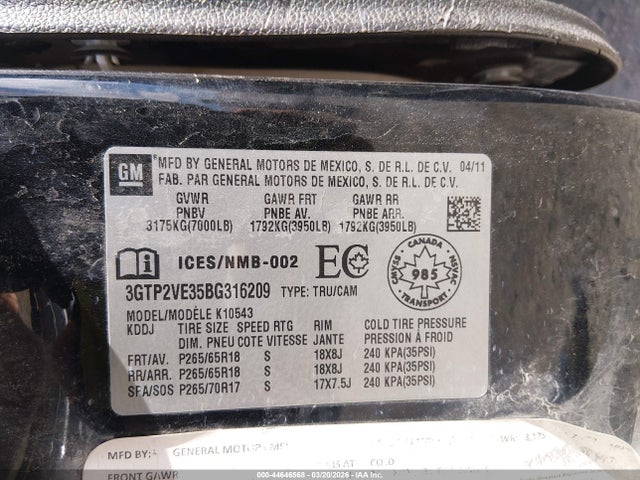 GM
®MFD BY GENERAL MOTORS DE MEXICO, S. DE R.L. DE C.V. 04/11
FAB. PAR GENERAL MOTORS DE MEXICO, S. DE R.L. DE C.V.
GVWR GAWR FRT GAWR RR
PNBV PNBE AV. PNBE ARR.
3175KG(7000LB) 1792KG(3950LB) 1792KG(3950LB)
ICES/NMB-002 EC
CANADA
CMVSS NSVAC
985
TRANSPORT
3GTP2VE35BG316209 TYPE: TRU/CAM
MODEL/MODÈLE K10543
KDDJ TIRE SIZE SPEED RTG RIM COLD TIRE PRESSURE
DIM. PNEU COTE VITESSE JANTE PRESSION À FROID
FRT/AV. P265/65R18 S 18X8J 240 KPA(35PSI)
RR/ARR. P265/65R18 S 18X8J 240 KPA(35PSI)
SPA/SOS P265/70R17 S 17X7.5J 240 KPA(35PSI)
MFD BY:
GENERAL MOTOR
COLD
FRONT GAWR
000-44646568 | 03/20/2026 | IAA Inc.